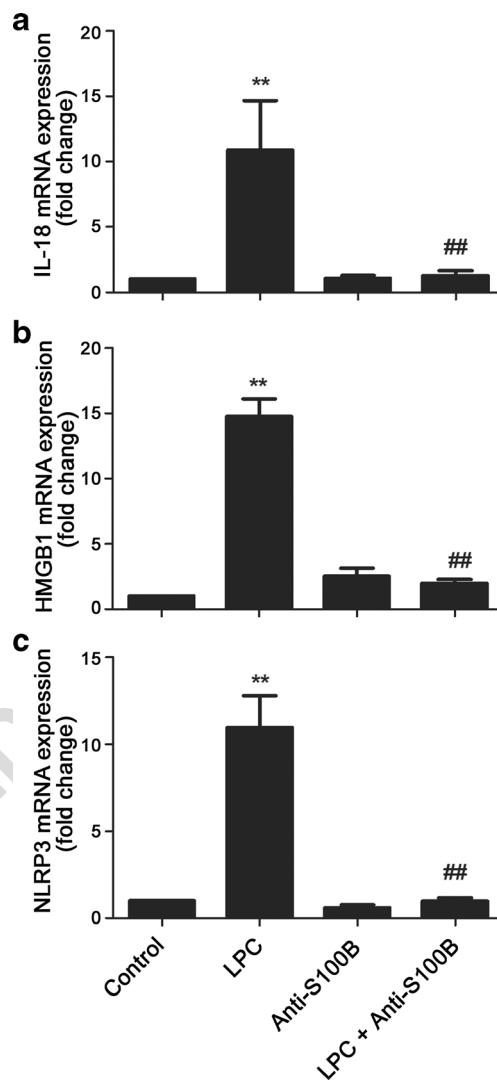 a
IL-18 mRNA expression
(fold change)
20
15
10
5
0
**
##
b
HMGB1 mRNA expression
(fold change)
20
15
10
5
0
**
##
c
NLRP3 mRNA expression
(fold change)
15
10
5
0
**
##
Control
LPC
Anti-S100B
LPC + Anti-S100B